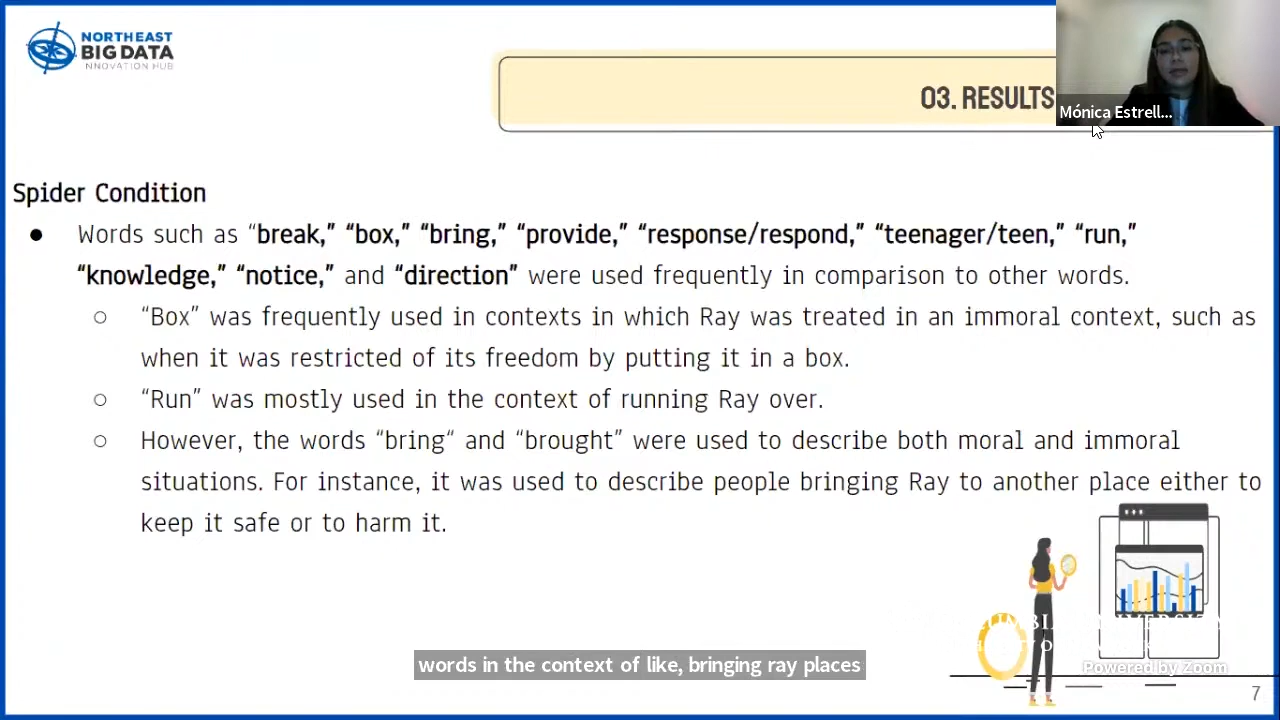 NORTHEAST
BIG DATA
INNOVATION HUB
03. RESULTS
Mónica Estrell...
Spider Condition
● Words such as “break,” “box,” “bring,” “provide,” “response/respond,” “teenager/teen,” “run,”
“knowledge,” “notice,” and “direction” were used frequently in comparison to other words.
○ “Box” was frequently used in contexts in which Ray was treated in an immoral context, such as
when it was restricted of its freedom by putting it in a box.
○ “Run” was mostly used in the context of running Ray over.
○ However, the words “bring“ and “brought” were used to describe both moral and immoral
situations. For instance, it was used to describe people bringing Ray to another place either to
keep it safe or to harm it.
words in the context of like, bringing ray places
Powered by Zoom
7